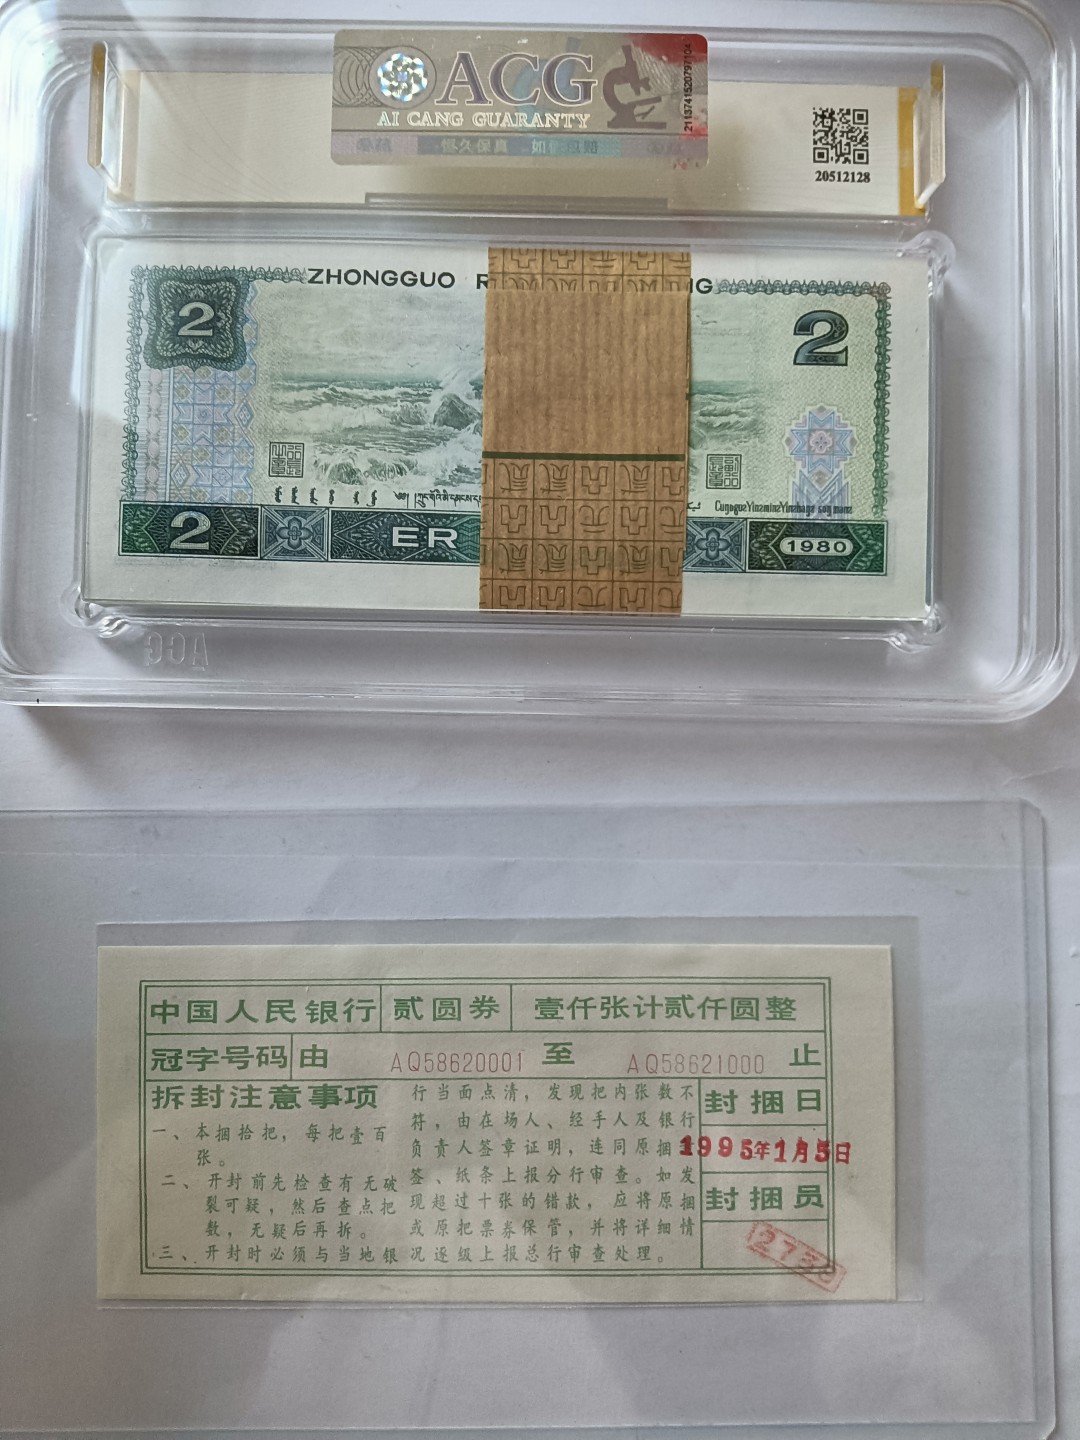 ACG
AI CANG GUARANTY
恒久保真
20512128
ZHONGGUO
2
2
2
ER
1980
ACG
中国人民银行 贰圆券 壹仟张计贰仟圆整
冠字号码 由 AQ58620001 至 AQ58621000 止
拆封注意事项
一、本捆拾把，每把壹百
张。
二、开封前先检查有无破
裂可疑，然后查点把
数，无疑后再拆。
三、开封时必须与当地银
行当面点清，发现把内张数不
符，由在场人、经手人及银行
负责人签章证明，连同原捆
签、纸条上报分行审查。如发
现超过十张的错款，应将原捆
或原把票券保管，并将详细情
况逐级上报总行审查处理。
封捆日
1995年1月5日
封捆员